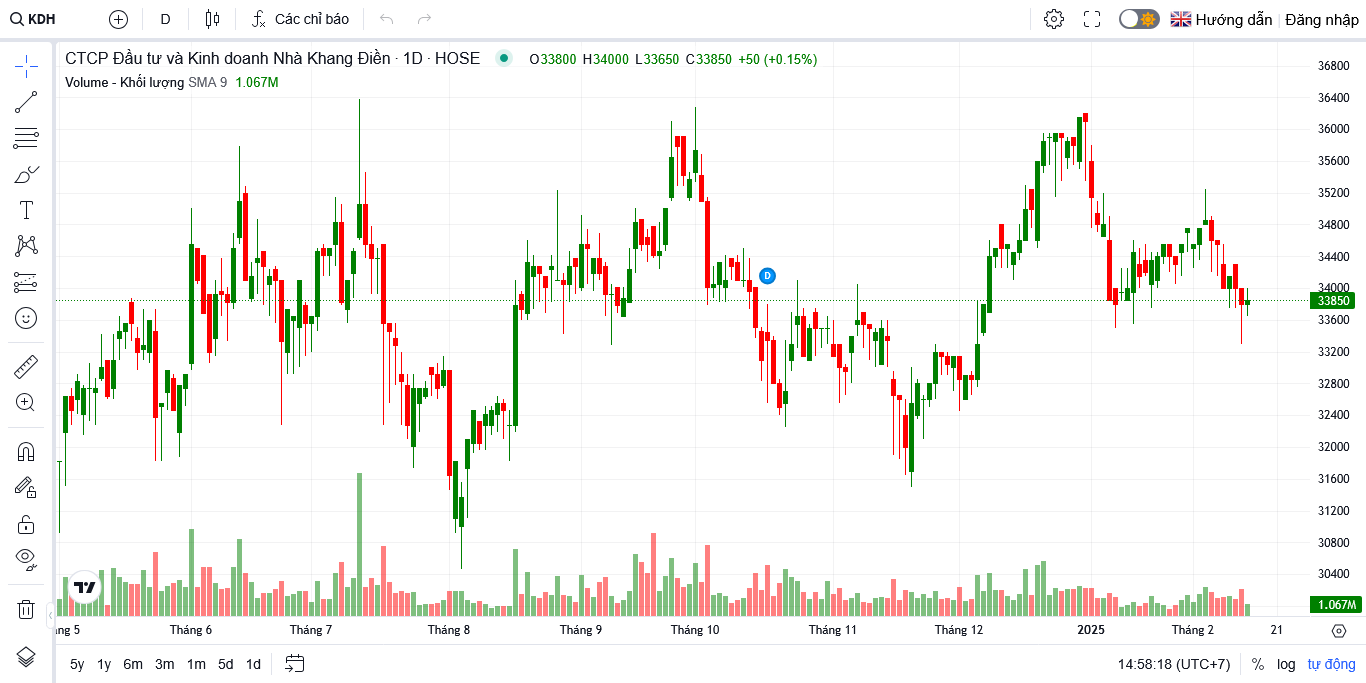 KDH D Các chỉ báo Hướng dẫn Đăng nhập
CTCP Đầu tư và Kinh doanh Nhà Khang Điền · 1D · HOSE O33800 H34000 L33650 C33850 +50 (+0.15%)
Volume - Khối lượng SMA 9 1.067M
36800
36400
36000
35600
35200
34800
34400
34000
33850
33600
33200
32800
32400
32000
31600
31200
30800
30400
1.067M
D
ng 5 Tháng 6 Tháng 7 Tháng 8 Tháng 9 Tháng 10 Tháng 11 Tháng 12 2025 Tháng 2 21
5y 1y 6m 3m 1m 5d 1d 14:58:18 (UTC+7) % log tự động